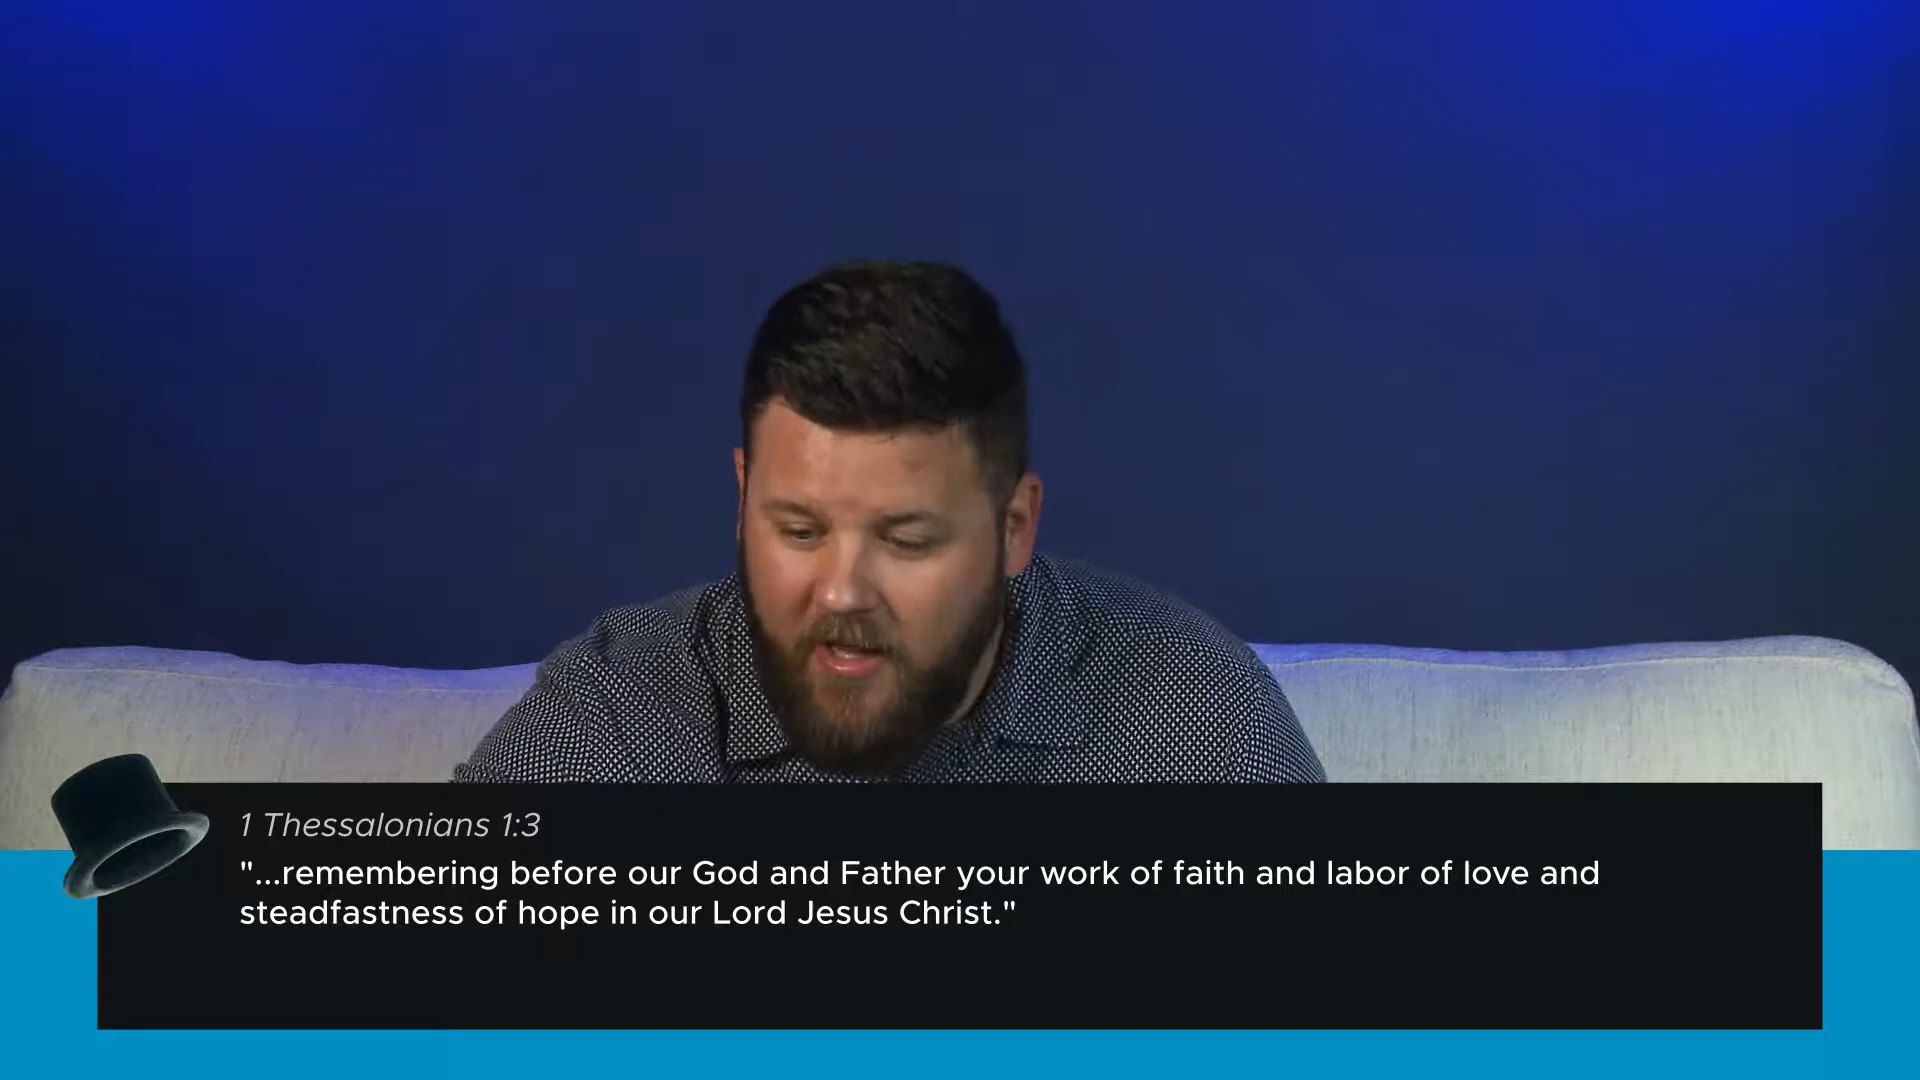 1 Thessalonians 1:3
"...remembering before our God and Father your work of faith and labor of love and
steadfastness of hope in our Lord Jesus Christ."